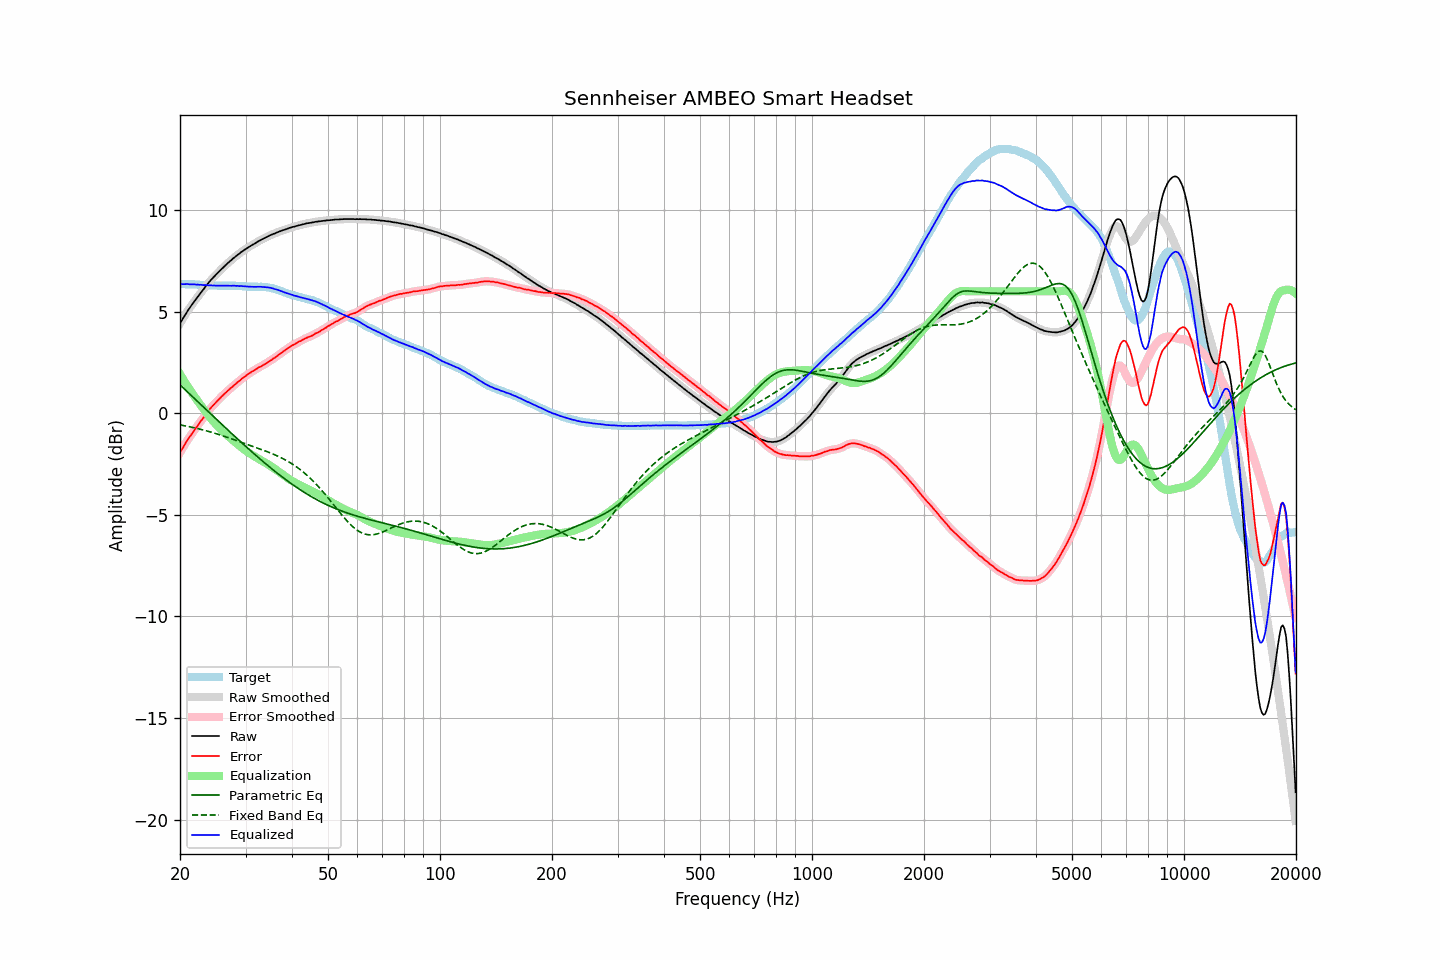 Sennheiser AMBEO Smart Headset
Amplitude (dBr)
10
5
0
−5
−10
−15
−20
Target
Raw Smoothed
Error Smoothed
Raw
Error
Equalization
Parametric Eq
Fixed Band Eq
Equalized
20 50 100 200 500 1000 2000 5000 10000 20000
Frequency (Hz)